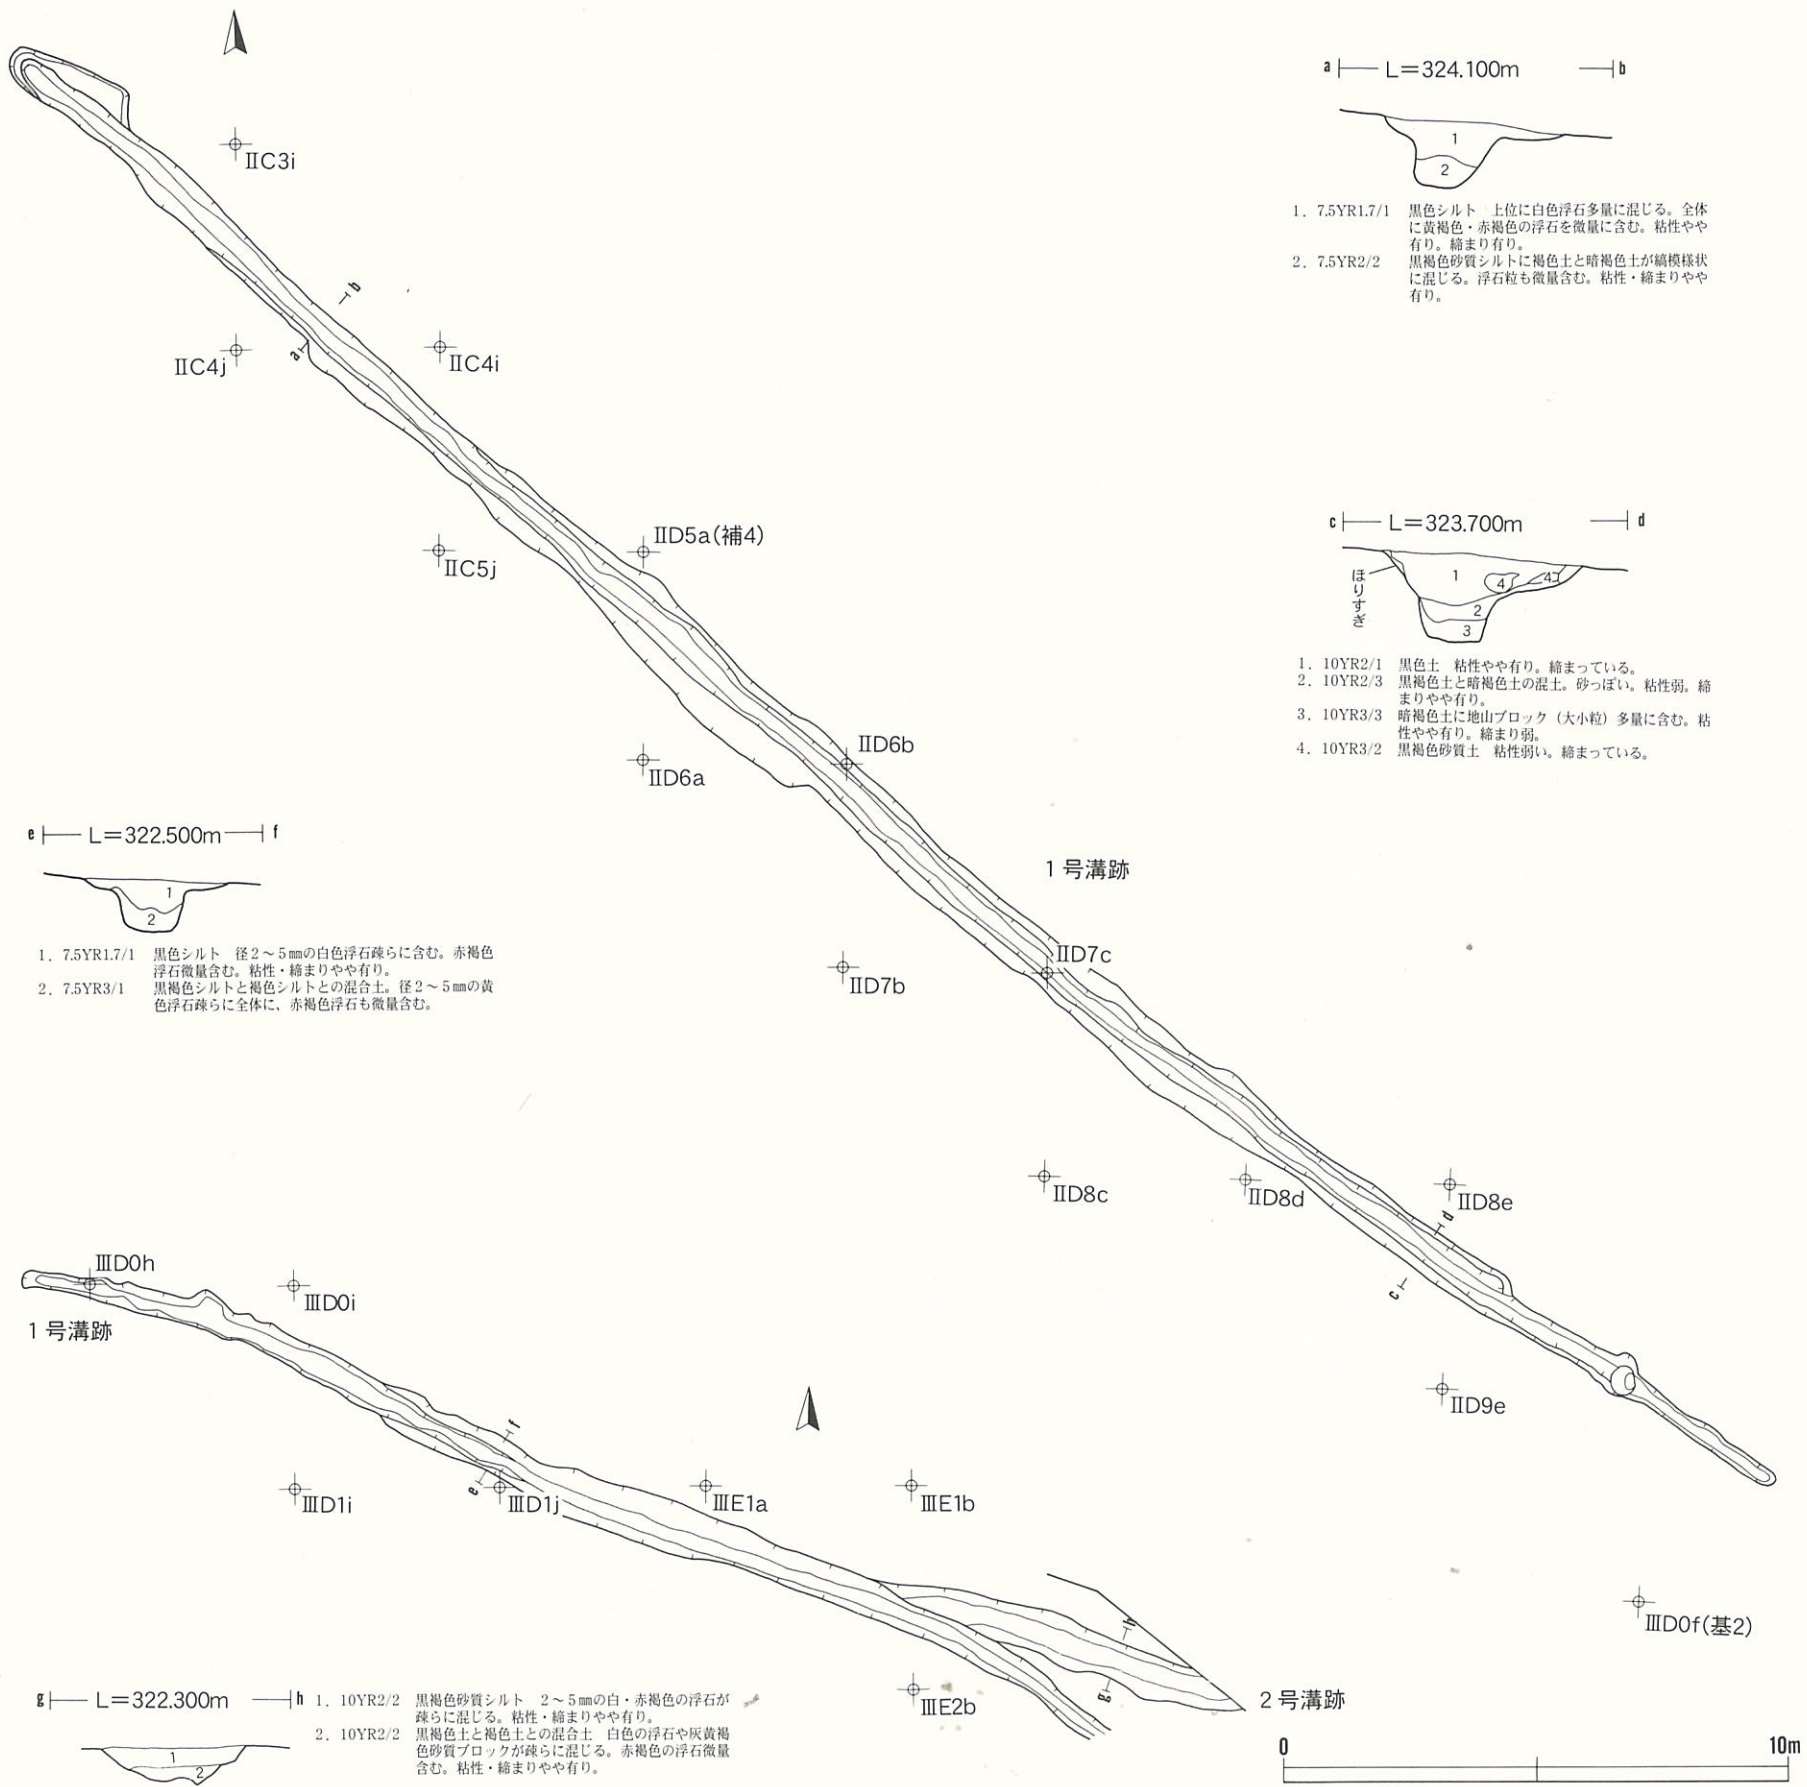 a L=324.100m b
1
2
1. 7.5YR1.7/1 黒色シルト 上位に白色浮石多量に混じる。全体
に黄褐色・赤褐色の浮石を微量に含む。粘性やや
有り。締まり有り。
2. 7.5YR2/2 黒褐色砂質シルトに褐色土と暗褐色土が縞模様状
に混じる。浮石粒も微量含む。粘性・締まりやや
有り。
ⅡC3i
b
a
ⅡC4j
ⅡC4i
ⅡC5j
ⅡD5a(補4)
c L=323.700m d
ほりすぎ
1
4
4
2
3
1. 10YR2/1 黒色土 粘性やや有り。締まっている。
2. 10YR2/3 黒褐色土と暗褐色土の混土。砂っぽい。粘性弱。締
まりやや有り。
3. 10YR3/3 暗褐色土に地山ブロック（大小粒）多量に含む。粘
性やや有り。締まり弱。
4. 10YR3/2 黒褐色砂質土 粘性弱い。締まっている。
ⅡD6b
ⅡD6a
e L=322.500m f
1
2
1. 7.5YR1.7/1 黒色シルト 径2～5㎜の白色浮石疎らに含む。赤褐色
浮石微量含む。粘性・締まりやや有り。
2. 7.5YR3/1 黒褐色シルトと褐色シルトとの混合土。径2～5㎜の黄
色浮石疎らに全体に、赤褐色浮石も微量含む。
1号溝跡
ⅡD7c
ⅡD7b
ⅡD8c
ⅡD8d
ⅡD8e
d
c
ⅡD9e
ⅢD0h
ⅢD0i
1号溝跡
f
e
ⅢD1i
ⅢD1j
ⅢE1a
ⅢE1b
ⅢD0f(基2)
h
g
ⅢE2b
2号溝跡
g L=322.300m h
1
2
1. 10YR2/2 黒褐色砂質シルト 2～5㎜の白・赤褐色の浮石が
疎らに混じる。粘性・締まりやや有り。
2. 10YR2/2 黒褐色土と褐色土との混合土 白色の浮石や灰黄褐
色砂質ブロックが疎らに混じる。赤褐色の浮石微量
含む。粘性・締まりやや有り。
0 10m